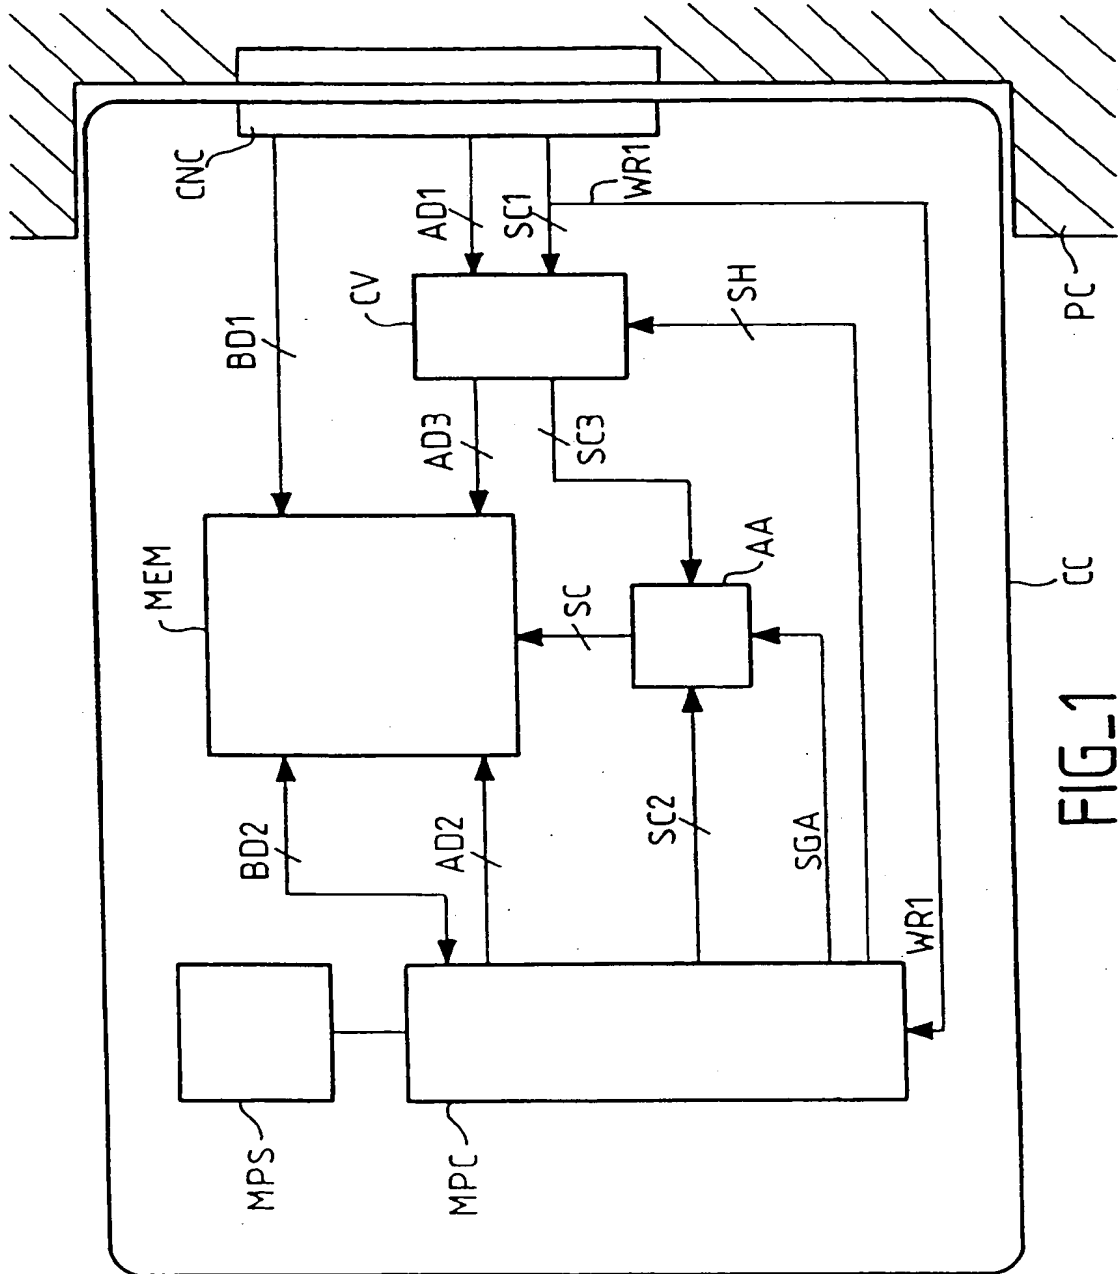 CNC
BD1
AD1
SC1
WR1
CV
AD3
SC3
SH
PC
MEM
SC
AA
CC
BD2
AD2
SC2
SGA
WR1
MPS
MPC
FIG_1